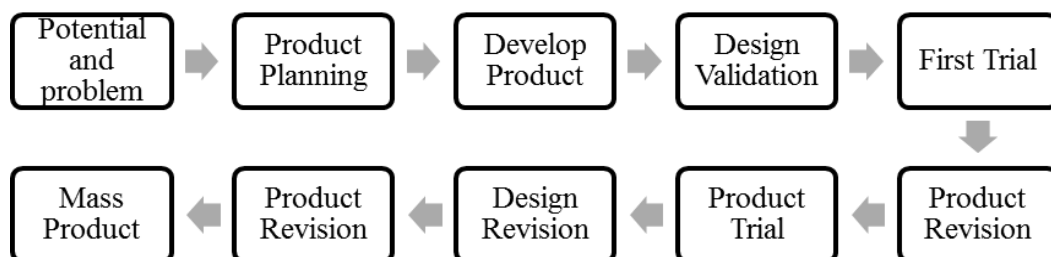 Potential
and
problem
Product
Planning
Develop
Product
Design
Validation
First Trial
Product
Revision
Product
Trial
Design
Revision
Product
Revision
Mass
Product